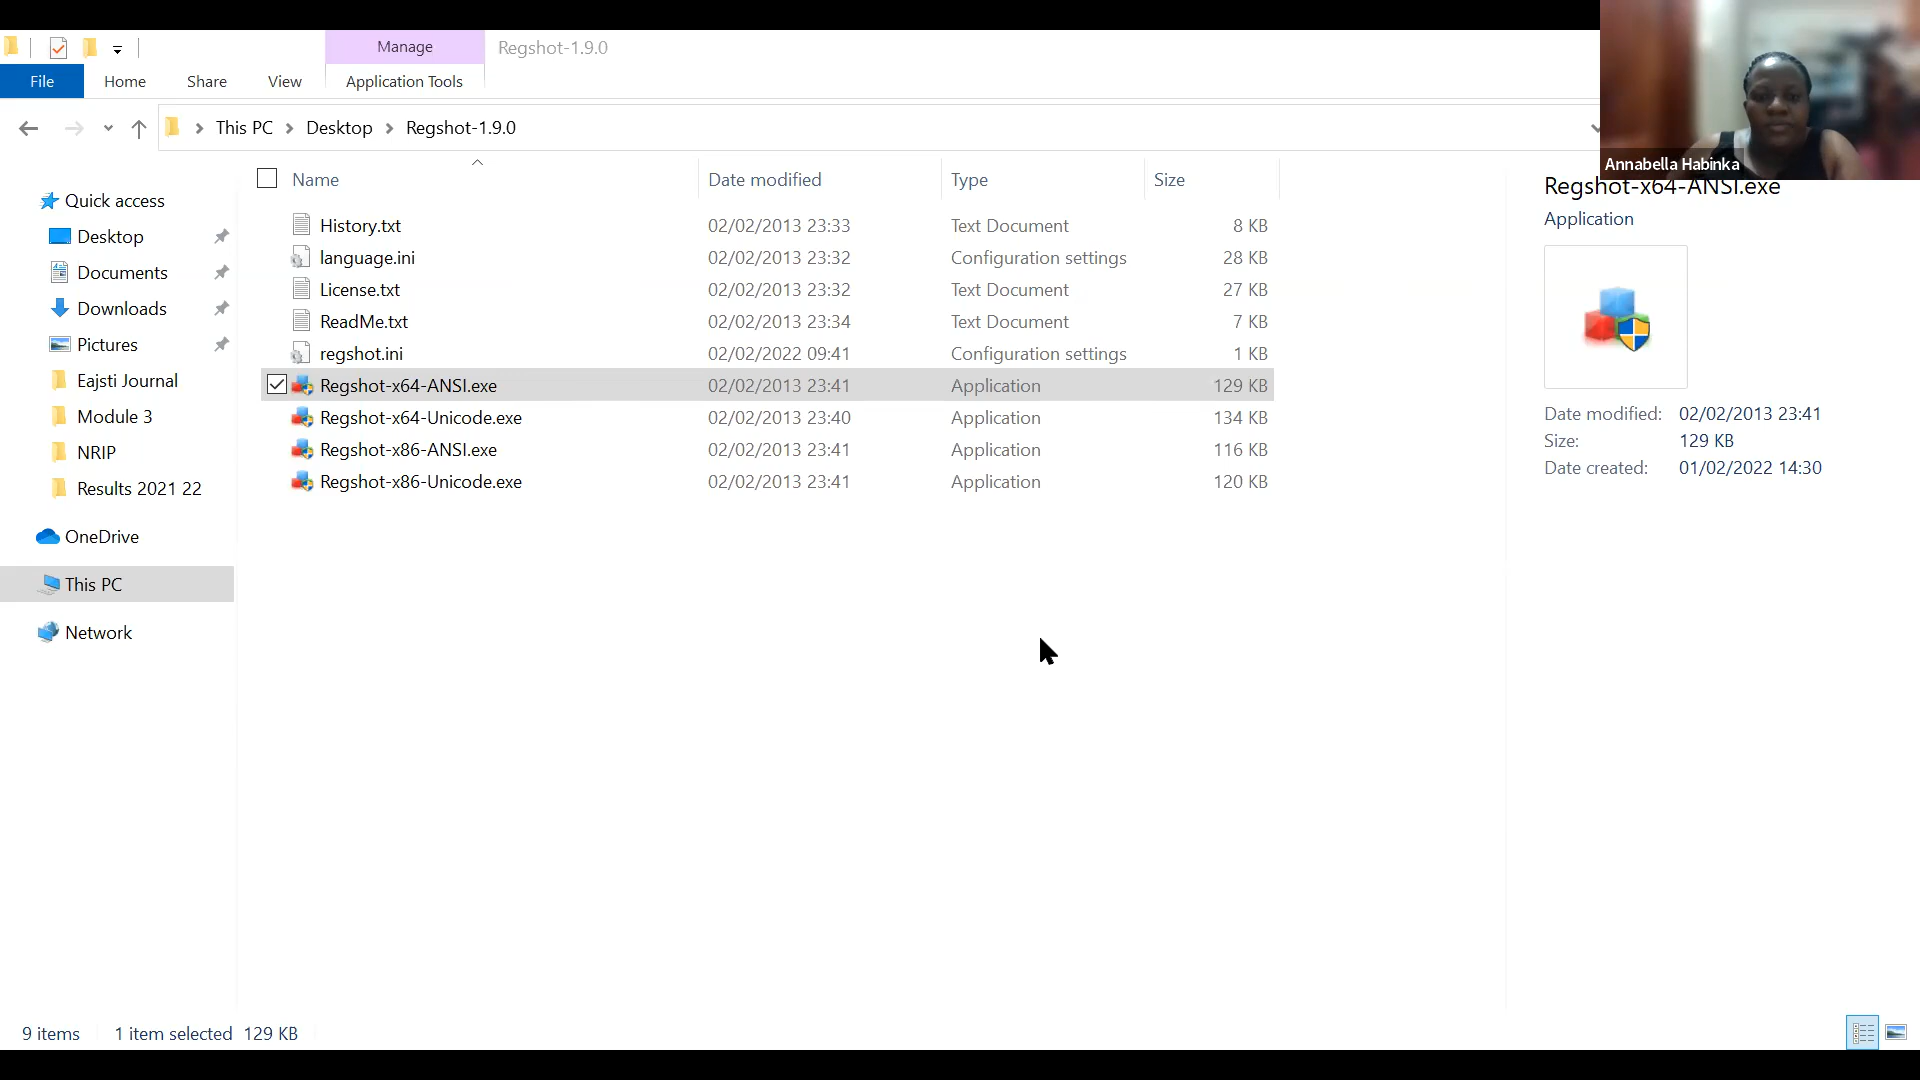 Manage
Regshot-1.9.0
File
Home
Share
View
Application Tools
This PC
Desktop
Regshot-1.9.0
Annabella Habinka
Name
Date modified
Type
Size
Quick access
Desktop
Documents
Downloads
Pictures
Eajsti Journal
Module 3
NRIP
Results 2021 22
OneDrive
This PC
Network
History.txt 02/02/2013 23:33 Text Document 8 KB
language.ini 02/02/2013 23:32 Configuration settings 28 KB
License.txt 02/02/2013 23:32 Text Document 27 KB
ReadMe.txt 02/02/2013 23:34 Text Document 7 KB
regshot.ini 02/02/2022 09:41 Configuration settings 1 KB
Regshot-x64-ANSI.exe 02/02/2013 23:41 Application 129 KB
Regshot-x64-Unicode.exe 02/02/2013 23:40 Application 134 KB
Regshot-x86-ANSI.exe 02/02/2013 23:41 Application 116 KB
Regshot-x86-Unicode.exe 02/02/2013 23:41 Application 120 KB
Regshot-x64-ANSI.exe
Application
Date modified: 02/02/2013 23:41
Size: 129 KB
Date created: 01/02/2022 14:30
9 items 1 item selected 129 KB